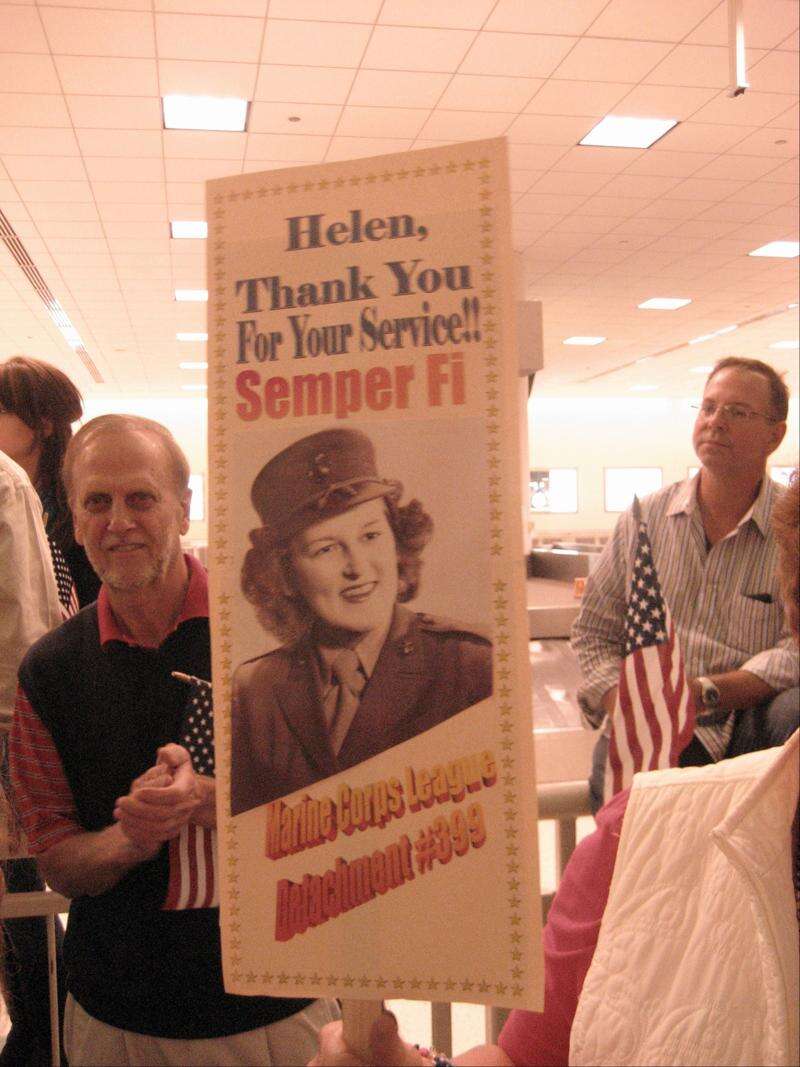 Helen,
Thank You
For Your Service!!
Semper Fi
Marine Corps League
Detachment #399